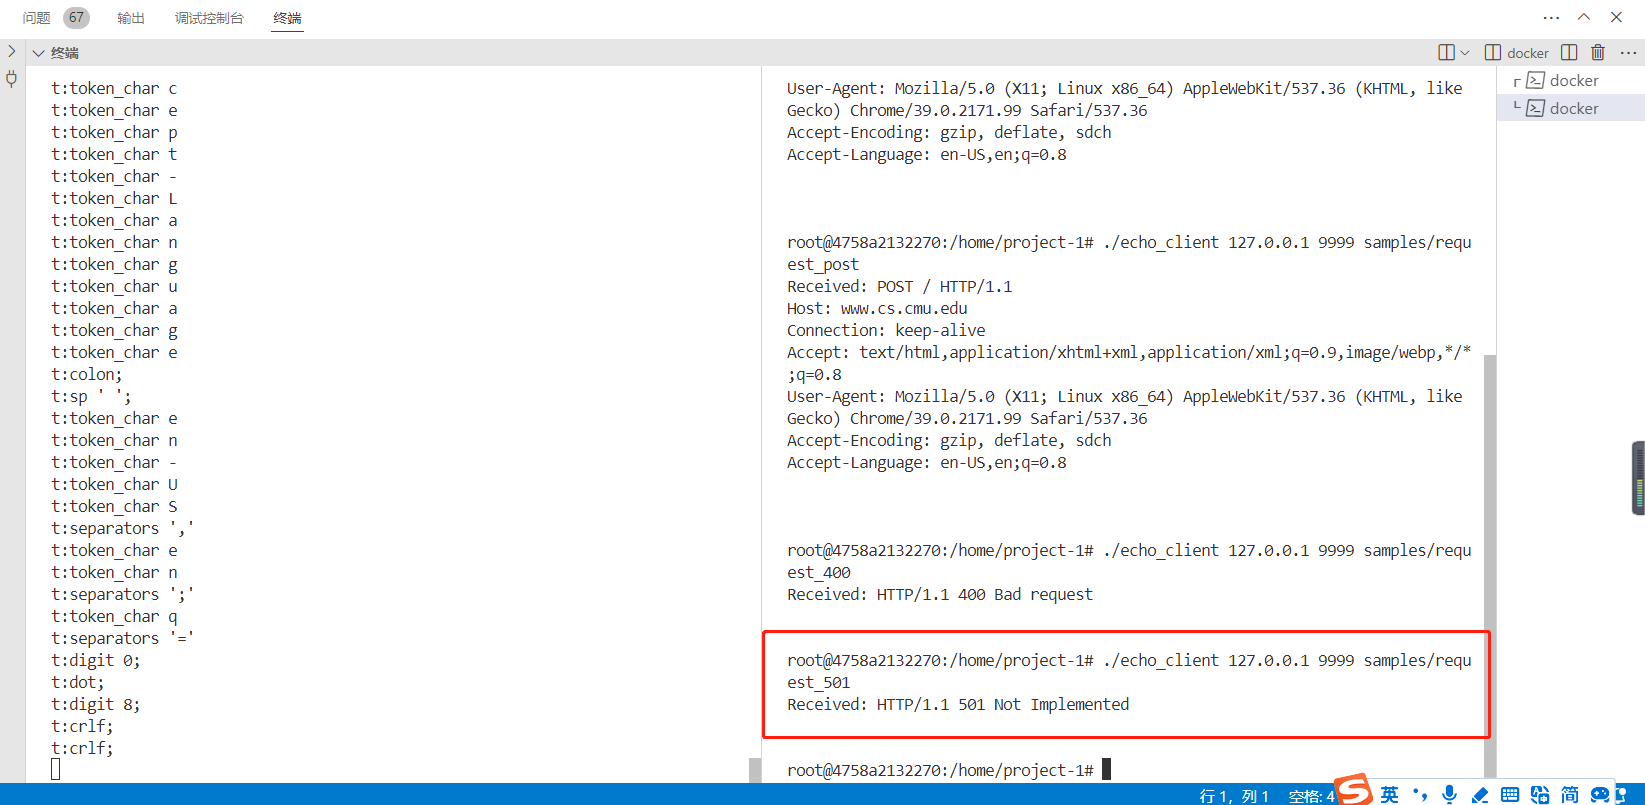 问题 67 输出 调试控制台 终端
终端
docker
t:token_char c
t:token_char e
t:token_char p
t:token_char t
t:token_char -
t:token_char L
t:token_char a
t:token_char n
t:token_char g
t:token_char u
t:token_char a
t:token_char g
t:token_char e
t:colon;
t:sp ' ';
t:token_char e
t:token_char n
t:token_char -
t:token_char U
t:token_char S
t:separators ','
t:token_char e
t:token_char n
t:separators ';'
t:token_char q
t:separators '='
t:digit 0;
t:dot;
t:digit 8;
t:crlf;
t:crlf;
User-Agent: Mozilla/5.0 (X11; Linux x86_64) AppleWebKit/537.36 (KHTML, like
Gecko) Chrome/39.0.2171.99 Safari/537.36
Accept-Encoding: gzip, deflate, sdch
Accept-Language: en-US,en;q=0.8
root@4758a2132270:/home/project-1# ./echo_client 127.0.0.1 9999 samples/requ
est_post
Received: POST / HTTP/1.1
Host: www.cs.cmu.edu
Connection: keep-alive
Accept: text/html,application/xhtml+xml,application/xml;q=0.9,image/webp,*/*
;q=0.8
User-Agent: Mozilla/5.0 (X11; Linux x86_64) AppleWebKit/537.36 (KHTML, like
Gecko) Chrome/39.0.2171.99 Safari/537.36
Accept-Encoding: gzip, deflate, sdch
Accept-Language: en-US,en;q=0.8
root@4758a2132270:/home/project-1# ./echo_client 127.0.0.1 9999 samples/requ
est_400
Received: HTTP/1.1 400 Bad request
root@4758a2132270:/home/project-1# ./echo_client 127.0.0.1 9999 samples/requ
est_501
Received: HTTP/1.1 501 Not Implemented
root@4758a2132270:/home/project-1#
docker
docker
行 1，列 1 空格: 4
英 简